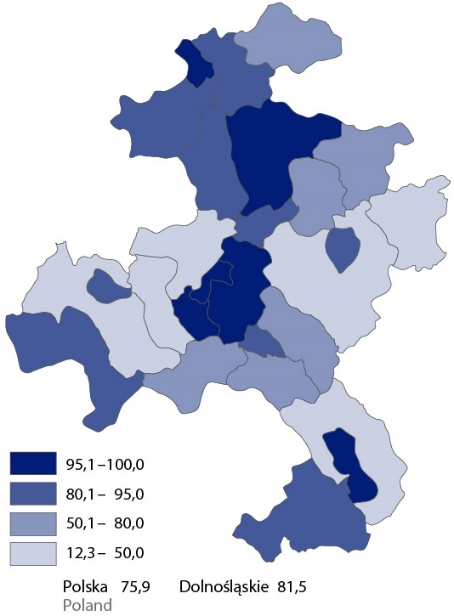 95,1 – 100,0
80,1 – 95,0
50,1 – 80,0
12,3 – 50,0
Polska 75,9 Dolnośląskie 81,5
Poland